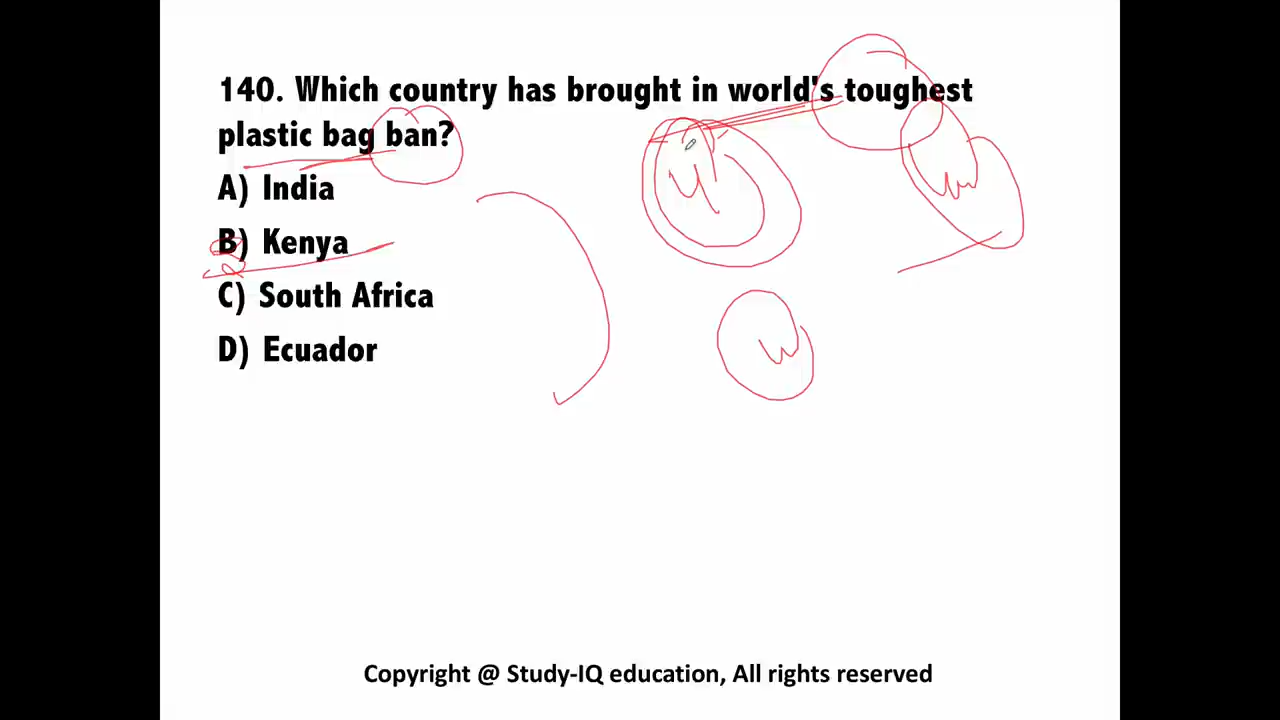 140. Which country has brought in world's toughest
plastic bag ban?
A) India
B) Kenya
C) South Africa
D) Ecuador
Copyright @ Study-IQ education, All rights reserved